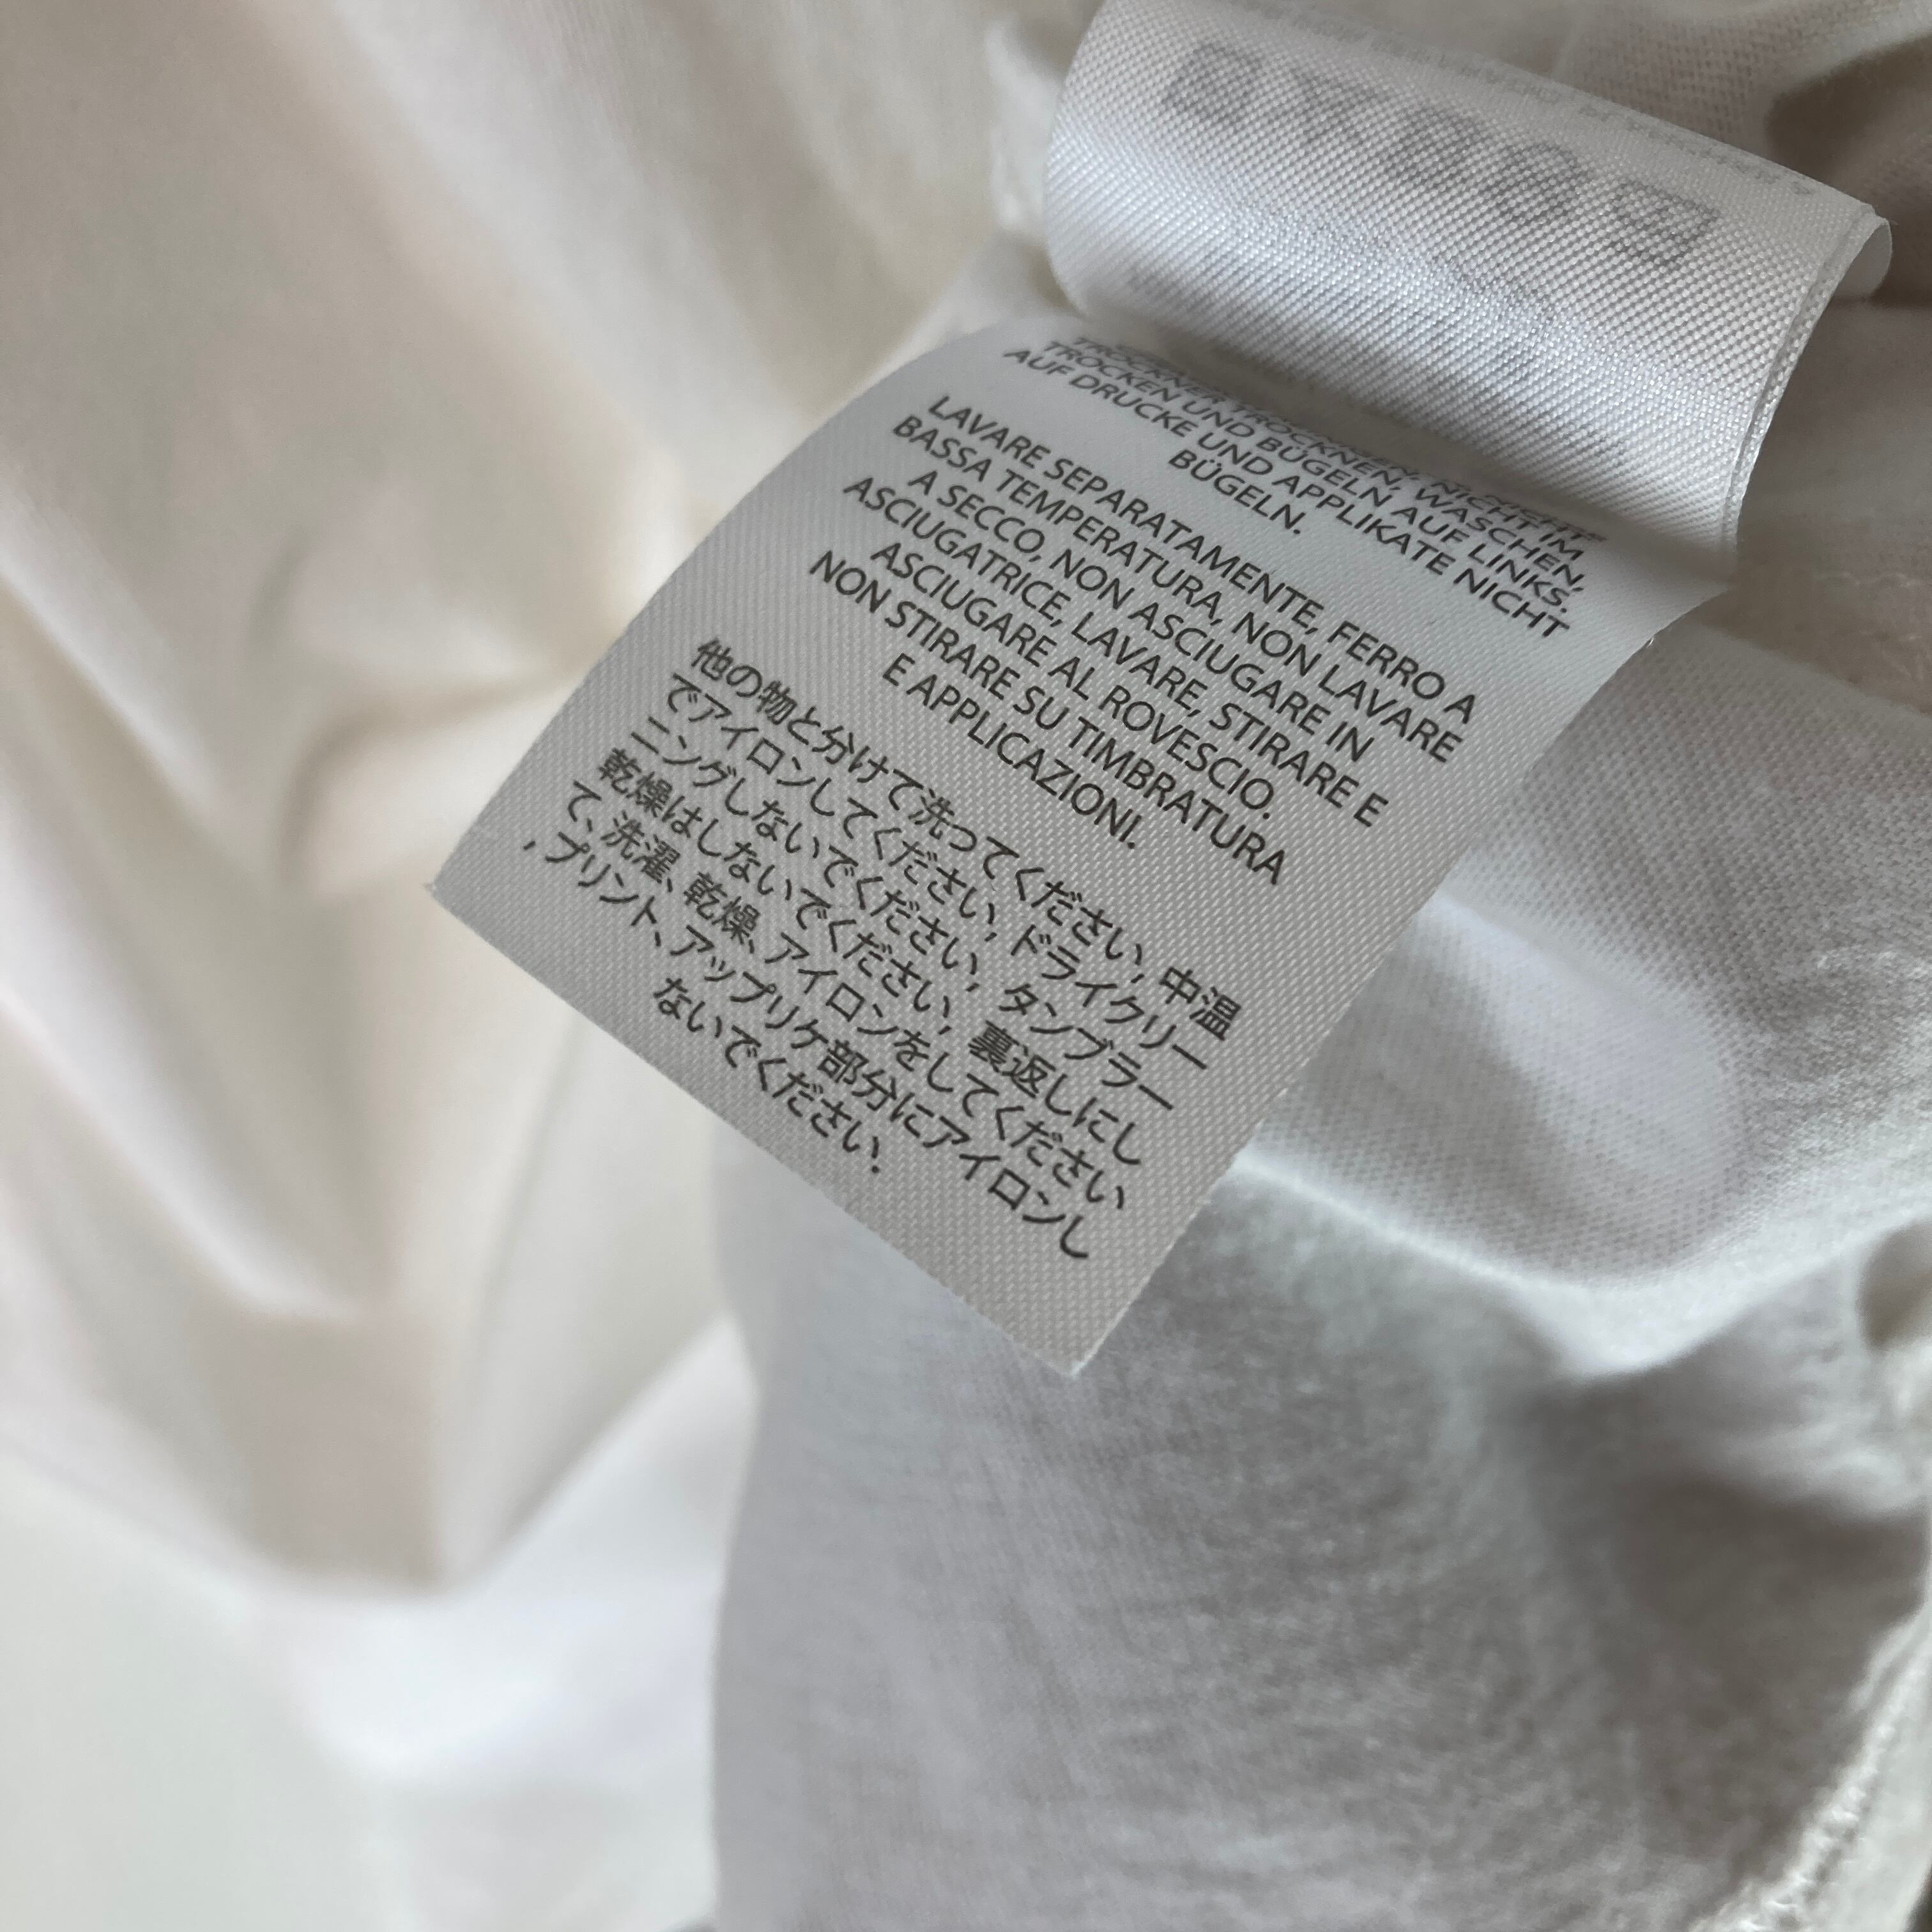 TROCKNEN, WASCHEN,
TROCKEN UND BÜGELN AUF LINKS.
AUF DRUCKE UND APPLIKATE NICHT
BÜGELN.
LAVARE SEPARATAMENTE, FERRO A
BASSA TEMPERATURA, NON LAVARE
A SECCO, NON ASCIUGARE IN
ASCIUGATRICE, LAVARE, STIRARE E
ASCIUGARE AL ROVESCIO.
NON STIRARE SU TIMBRATURA
E APPLICAZIONI.
他の物と分けて洗ってください, 中温
でアイロンしてください, ドライクリー
ニングしないでください, タンブラー
乾燥はしないでください, 裏返しにし
て、洗濯、乾燥、アイロンをしてください
, プリント、アップリケ部分にアイロンし
ないでください.